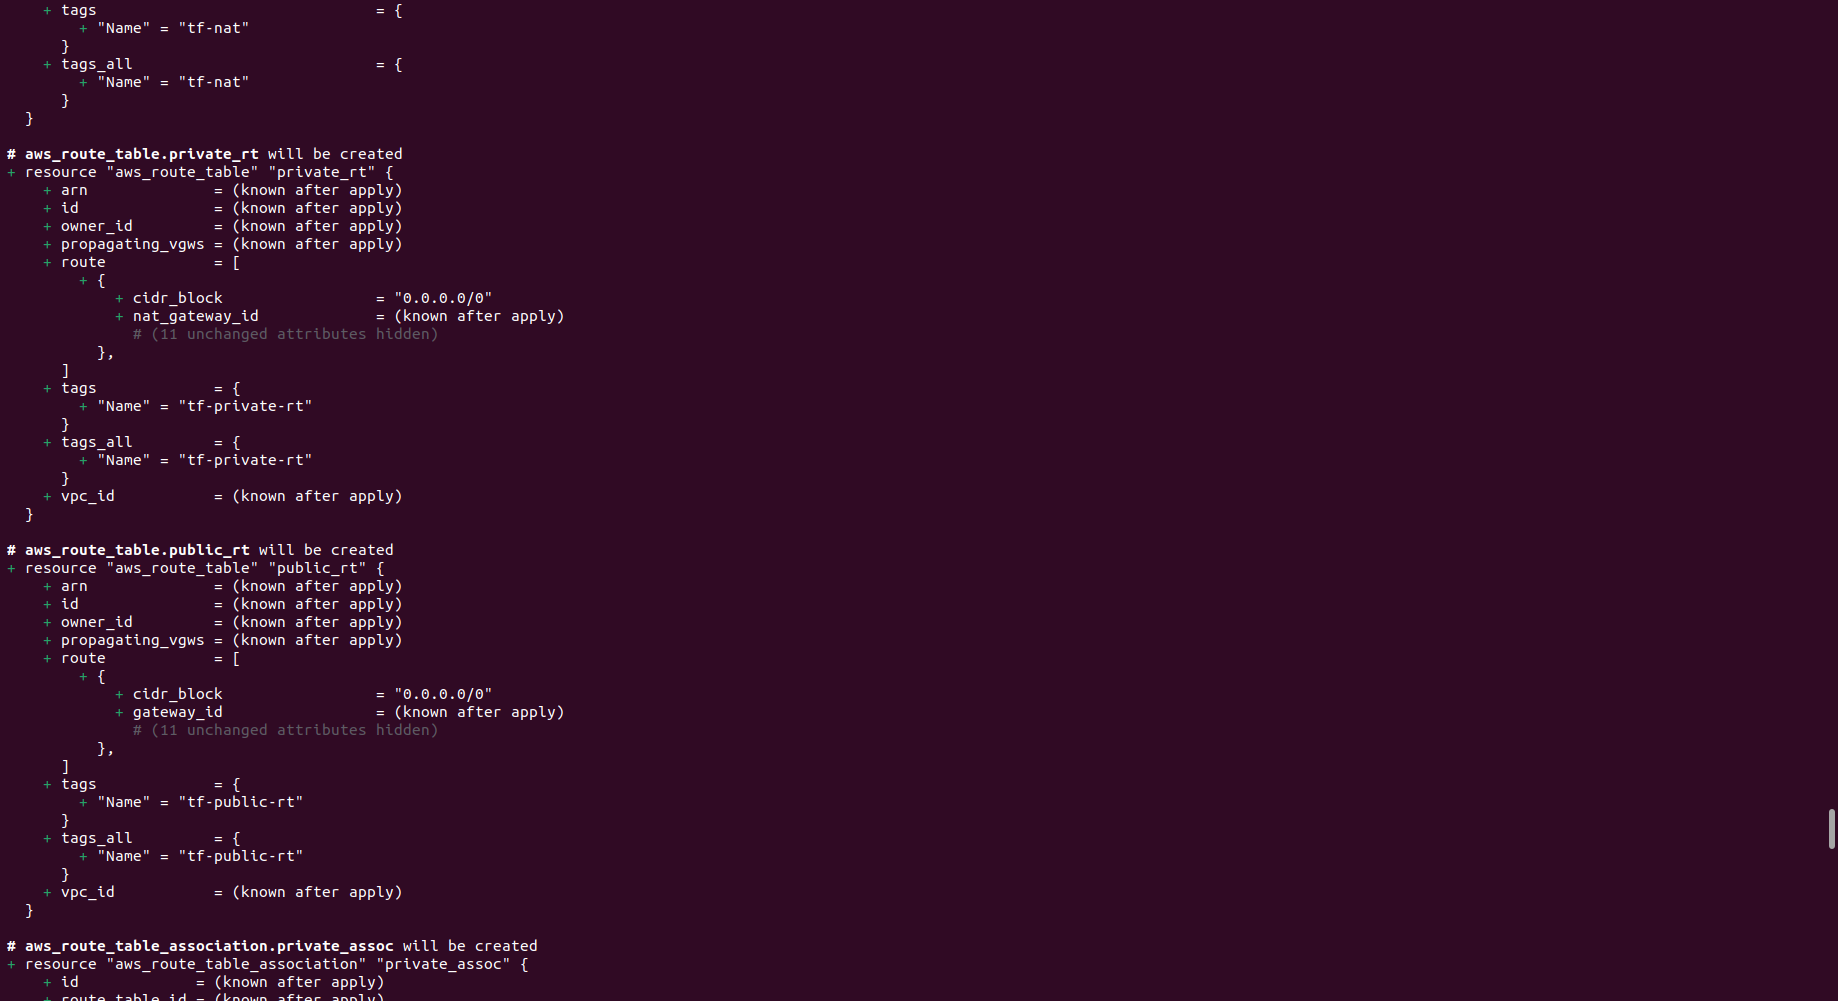 + tags                               = {
        + "Name" = "tf-nat"
      }
    + tags_all                           = {
        + "Name" = "tf-nat"
      }
  }

# aws_route_table.private_rt will be created
+ resource "aws_route_table" "private_rt" {
    + arn              = (known after apply)
    + id               = (known after apply)
    + owner_id         = (known after apply)
    + propagating_vgws = (known after apply)
    + route            = [
        + {
            + cidr_block                 = "0.0.0.0/0"
            + nat_gateway_id             = (known after apply)
              # (11 unchanged attributes hidden)
          },
      ]
    + tags             = {
        + "Name" = "tf-private-rt"
      }
    + tags_all         = {
        + "Name" = "tf-private-rt"
      }
    + vpc_id           = (known after apply)
  }

# aws_route_table.public_rt will be created
+ resource "aws_route_table" "public_rt" {
    + arn              = (known after apply)
    + id               = (known after apply)
    + owner_id         = (known after apply)
    + propagating_vgws = (known after apply)
    + route            = [
        + {
            + cidr_block                 = "0.0.0.0/0"
            + gateway_id                 = (known after apply)
              # (11 unchanged attributes hidden)
          },
      ]
    + tags             = {
        + "Name" = "tf-public-rt"
      }
    + tags_all         = {
        + "Name" = "tf-public-rt"
      }
    + vpc_id           = (known after apply)
  }

# aws_route_table_association.private_assoc will be created
+ resource "aws_route_table_association" "private_assoc" {
    + id             = (known after apply)
    + route_table_id = (known after apply)